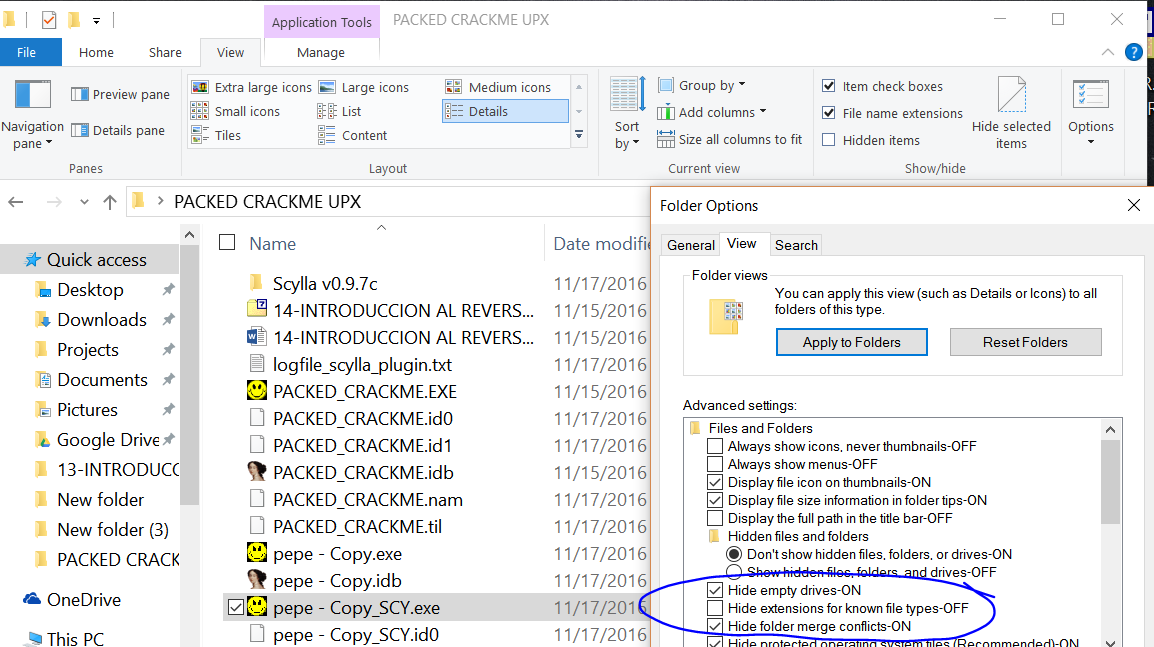 Application Tools
PACKED CRACKME UPX
File
Home
Share
View
Manage
Navigation pane
Preview pane
Details pane
Panes
Extra large icons
Large icons
Medium icons
Small icons
List
Details
Tiles
Content
Layout
Sort by
Group by
Add columns
Size all columns to fit
Current view
Item check boxes
File name extensions
Hidden items
Hide selected items
Show/hide
Options
PACKED CRACKME UPX
Quick access
Desktop
Downloads
Projects
Documents
Pictures
Google Drive
13-INTRODUCC
New folder
New folder (3)
PACKED CRACK
OneDrive
This PC
Name
Date modifi
Scylla v0.9.7c 11/17/2016
14-INTRODUCCION AL REVERS... 11/15/2016
14-INTRODUCCION AL REVERS... 11/15/2016
logfile_scylla_plugin.txt 11/17/2016
PACKED_CRACKME.EXE 11/15/2016
PACKED_CRACKME.id0 11/17/2016
PACKED_CRACKME.id1 11/17/2016
PACKED_CRACKME.idb 11/15/2016
PACKED_CRACKME.nam 11/17/2016
PACKED_CRACKME.til 11/17/2016
pepe - Copy.exe 11/17/2016
pepe - Copy.idb 11/17/2016
pepe - Copy_SCY.exe 11/17/2016
pepe - Copy_SCY.id0 11/17/2016
Folder Options
General
View
Search
Folder views
You can apply this view (such as Details or Icons) to all
folders of this type.
Apply to Folders
Reset Folders
Advanced settings:
Files and Folders
Always show icons, never thumbnails-OFF
Always show menus-OFF
Display file icon on thumbnails-ON
Display file size information in folder tips-ON
Display the full path in the title bar-OFF
Hidden files and folders
Don't show hidden files, folders, or drives-ON
Show hidden files, folders, and drives-OFF
Hide empty drives-ON
Hide extensions for known file types-OFF
Hide folder merge conflicts-ON
Hide protected operating system files (Recommended)-ON